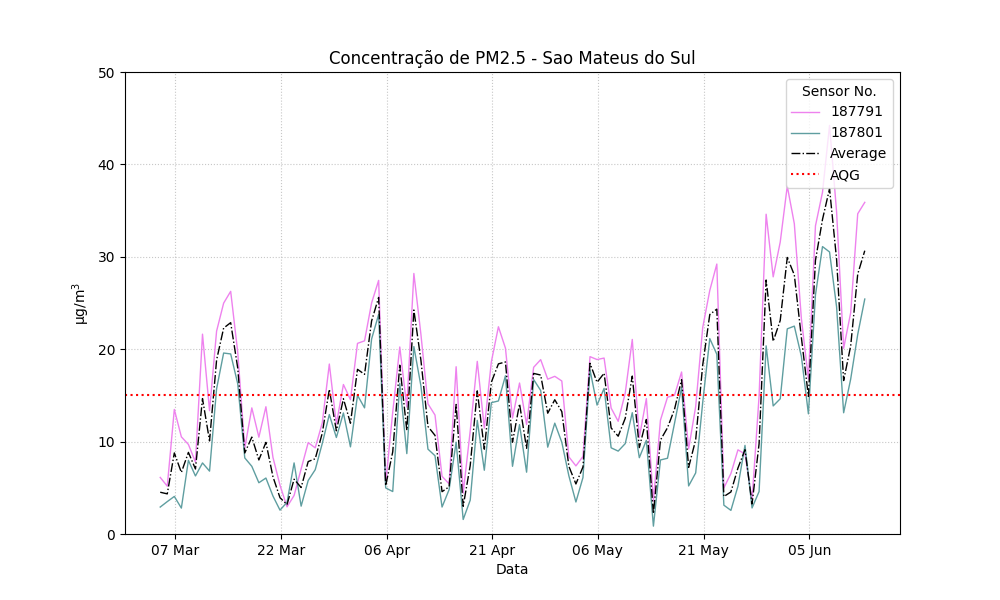 Concentração de PM2.5 - Sao Mateus do Sul
50
40
30
20
10
0
µg/m³
Sensor No.
187791
187801
Average
AQG
07 Mar
22 Mar
06 Apr
21 Apr
06 May
21 May
05 Jun
Data